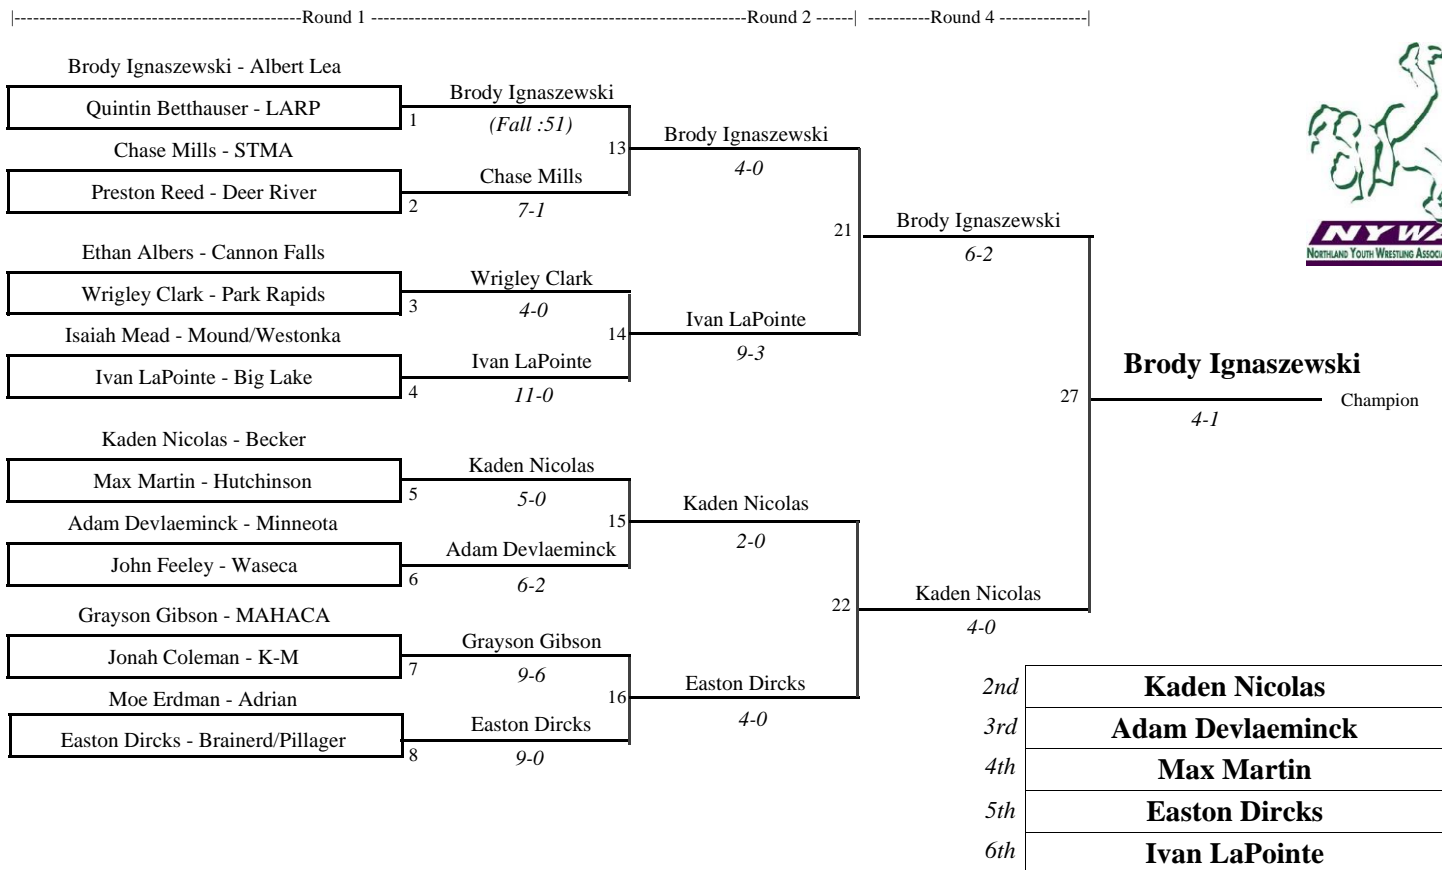 |-----------------------------------------------Round 1 ---------------------------------------------------------------Round 2 ------| ----------Round 4 --------------|
Brody Ignaszewski - Albert Lea
Quintin Betthauser - LARP
1
Brody Ignaszewski
(Fall :51)
Chase Mills - STMA
Preston Reed - Deer River
2
Chase Mills
7-1
13
Brody Ignaszewski
4-0
Ethan Albers - Cannon Falls
Wrigley Clark - Park Rapids
3
Wrigley Clark
4-0
Isaiah Mead - Mound/Westonka
Ivan LaPointe - Big Lake
4
Ivan LaPointe
11-0
14
Ivan LaPointe
9-3
21
Brody Ignaszewski
6-2
Kaden Nicolas - Becker
Max Martin - Hutchinson
5
Kaden Nicolas
5-0
Adam Devlaeminck - Minneota
John Feeley - Waseca
6
Adam Devlaeminck
6-2
15
Kaden Nicolas
2-0
Grayson Gibson - MAHACA
Jonah Coleman - K-M
7
Grayson Gibson
9-6
Moe Erdman - Adrian
Easton Dircks - Brainerd/Pillager
8
Easton Dircks
9-0
16
Easton Dircks
4-0
22
Kaden Nicolas
4-0
27
Brody Ignaszewski
Champion
4-1
NYWA
NORTHLAND YOUTH WRESTLING
2nd Kaden Nicolas
3rd Adam Devlaeminck
4th Max Martin
5th Easton Dircks
6th Ivan LaPointe